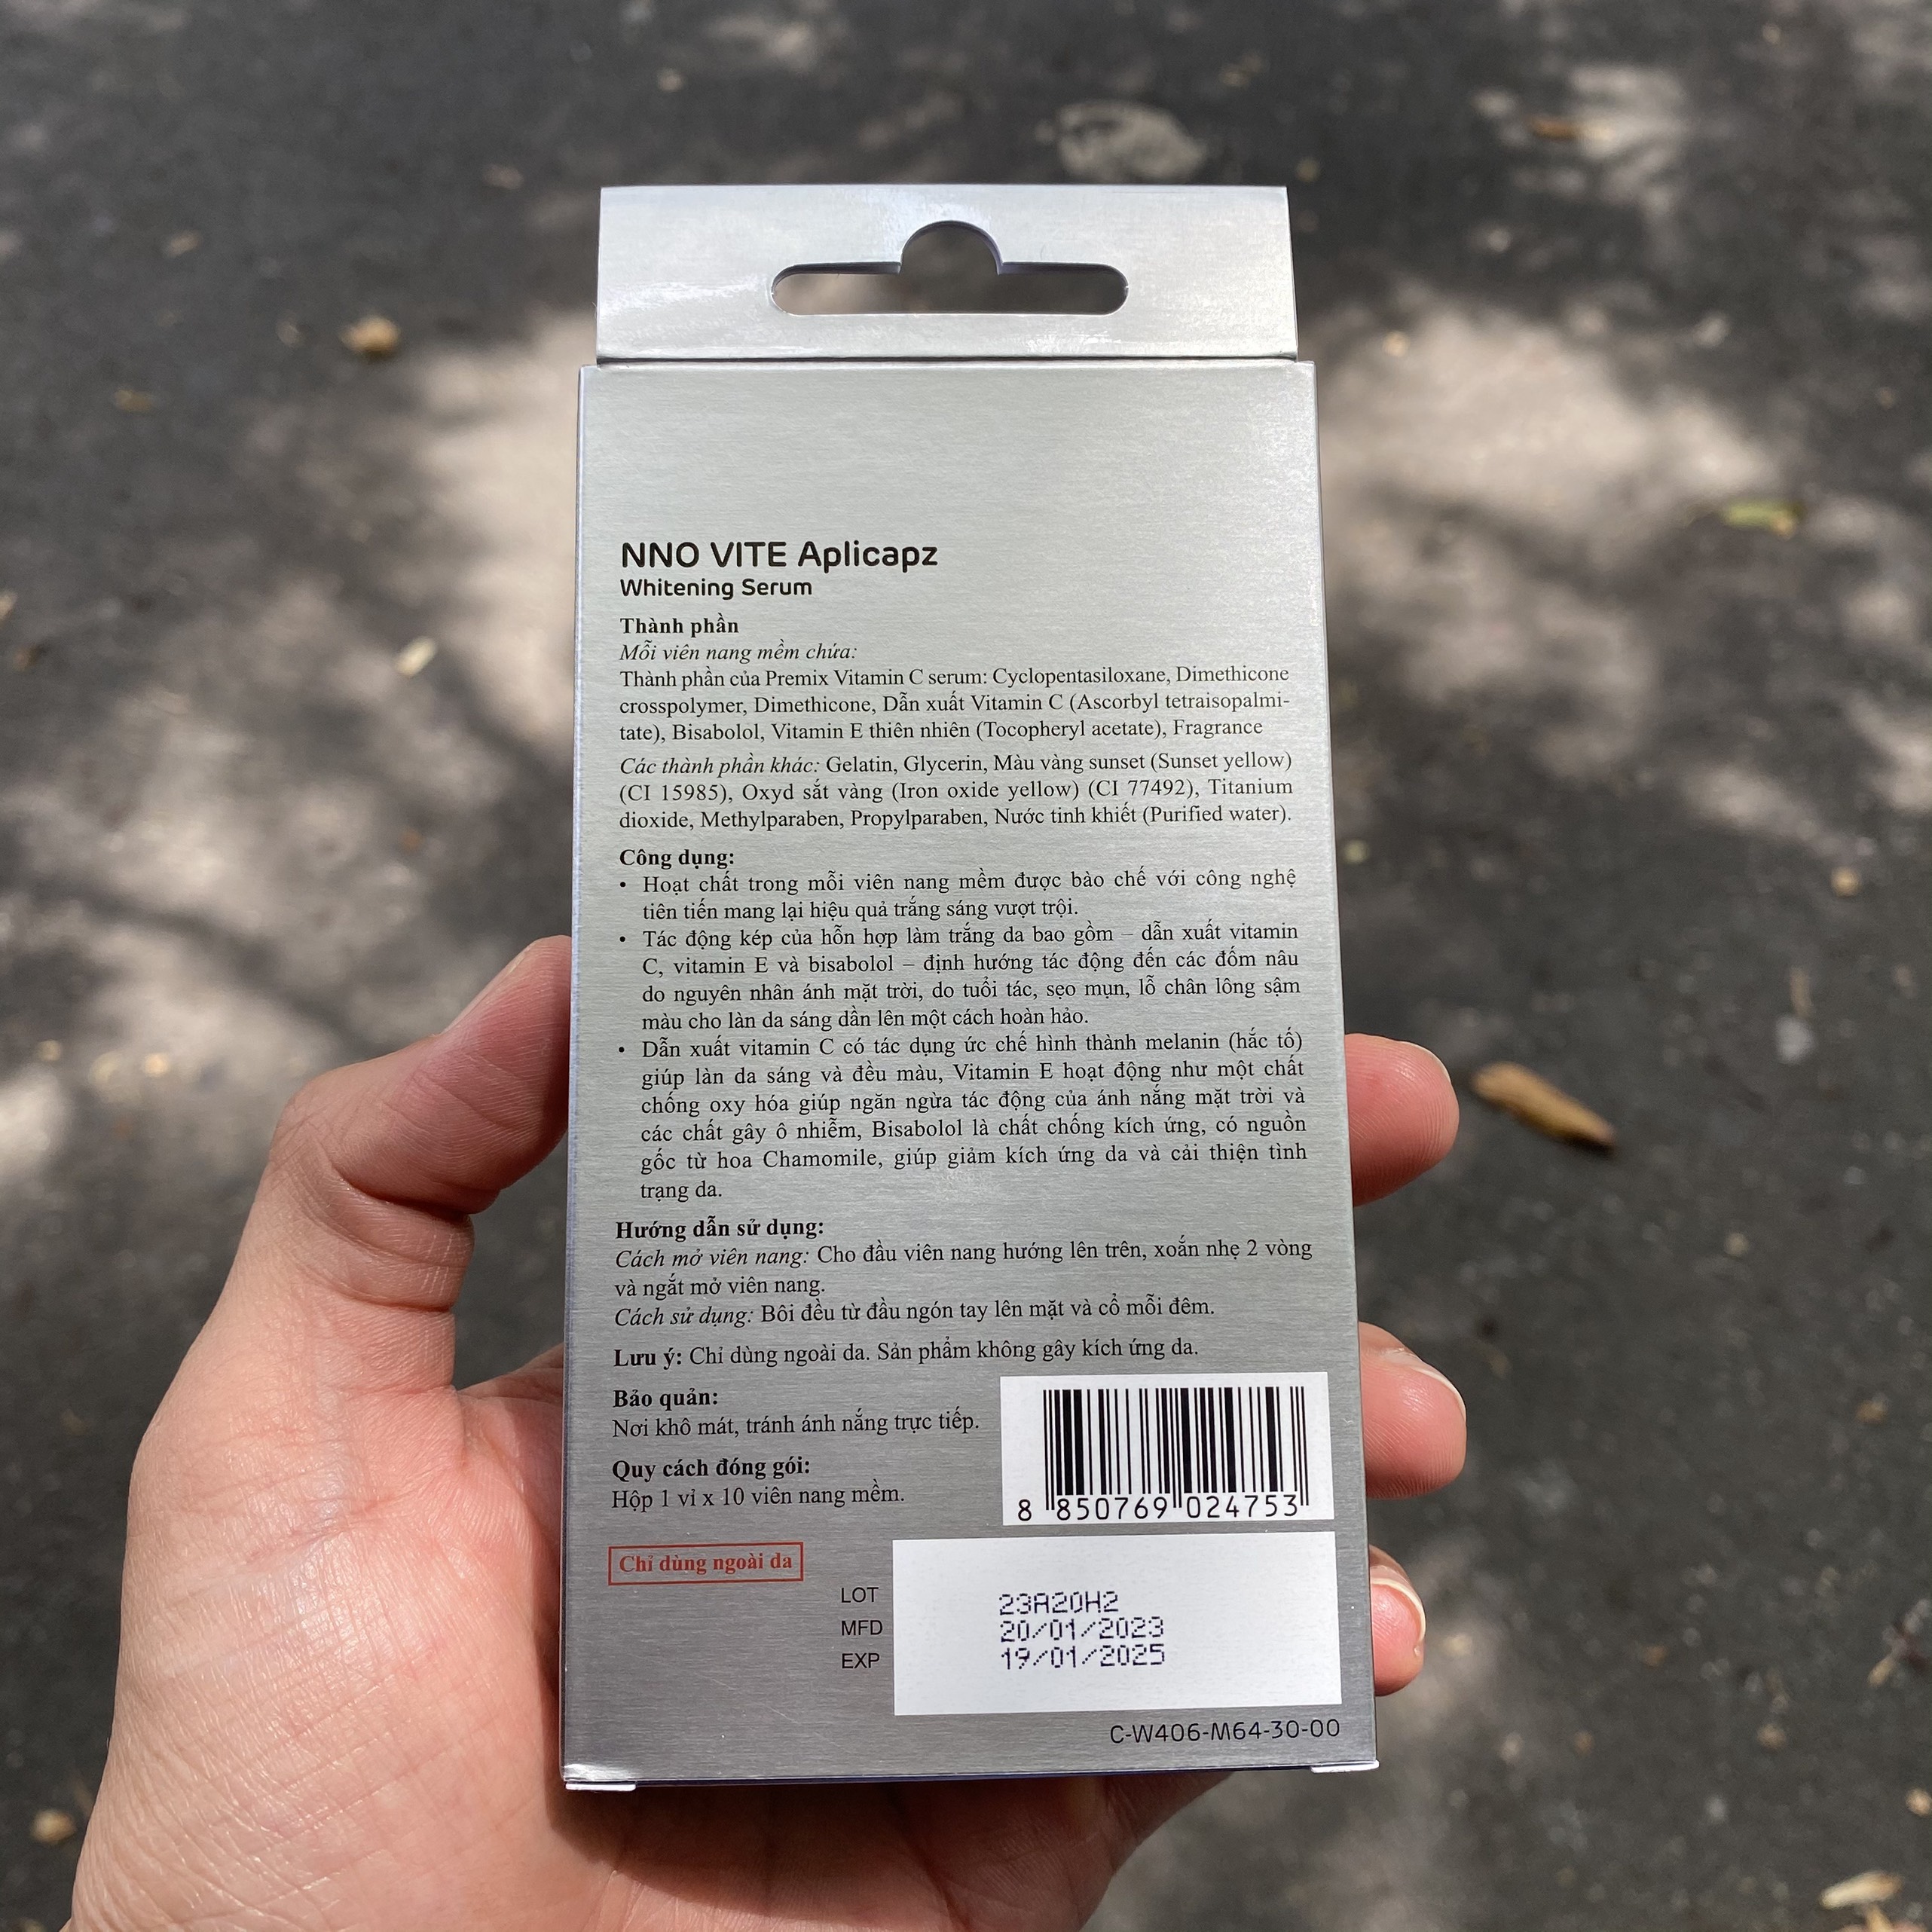 NNO VITE Aplicapz
Whitening Serum
Thành phần
Mỗi viên nang mềm chứa:
Thành phần của Premix Vitamin C serum: Cyclopentasiloxane, Dimethicone
crosspolymer, Dimethicone, Dẫn xuất Vitamin C (Ascorbyl tetraisopalmi-
tate), Bisabolol, Vitamin E thiên nhiên (Tocopheryl acetate), Fragrance
Các thành phần khác: Gelatin, Glycerin, Màu vàng sunset (Sunset yellow)
(CI 15985), Oxyd sắt vàng (Iron oxide yellow) (CI 77492), Titanium
dioxide, Methylparaben, Propylparaben, Nước tinh khiết (Purified water).
Công dụng:
• Hoạt chất trong mỗi viên nang mềm được bào chế với công nghệ
tiên tiến mang lại hiệu quả trắng sáng vượt trội.
• Tác động kép của hỗn hợp làm trắng da bao gồm – dẫn xuất vitamin
C, vitamin E và bisabolol – định hướng tác động đến các đốm nâu
do nguyên nhân ánh mặt trời, do tuổi tác, sẹo mụn, lỗ chân lông sậm
màu cho làn da sáng dần lên một cách hoàn hảo.
• Dẫn xuất vitamin C có tác dụng ức chế hình thành melanin (hắc tố)
giúp làn da sáng và đều màu, Vitamin E hoạt động như một chất
chống oxy hóa giúp ngăn ngừa tác động của ánh nắng mặt trời và
các chất gây ô nhiễm, Bisabolol là chất chống kích ứng, có nguồn
gốc từ hoa Chamomile, giúp giảm kích ứng da và cải thiện tình
trạng da.
Hướng dẫn sử dụng:
Cách mở viên nang: Cho đầu viên nang hướng lên trên, xoắn nhẹ 2 vòng
và ngắt mở viên nang.
Cách sử dụng: Bôi đều từ đầu ngón tay lên mặt và cổ mỗi đêm.
Lưu ý: Chỉ dùng ngoài da. Sản phẩm không gây kích ứng da.
Bảo quản:
Nơi khô mát, tránh ánh nắng trực tiếp.
Quy cách đóng gói:
Hộp 1 vỉ x 10 viên nang mềm.
8 850769 024753
Chỉ dùng ngoài da
LOT 23A20H2
MFD 20/01/2023
EXP 19/01/2025
C-W406-M64-30-00